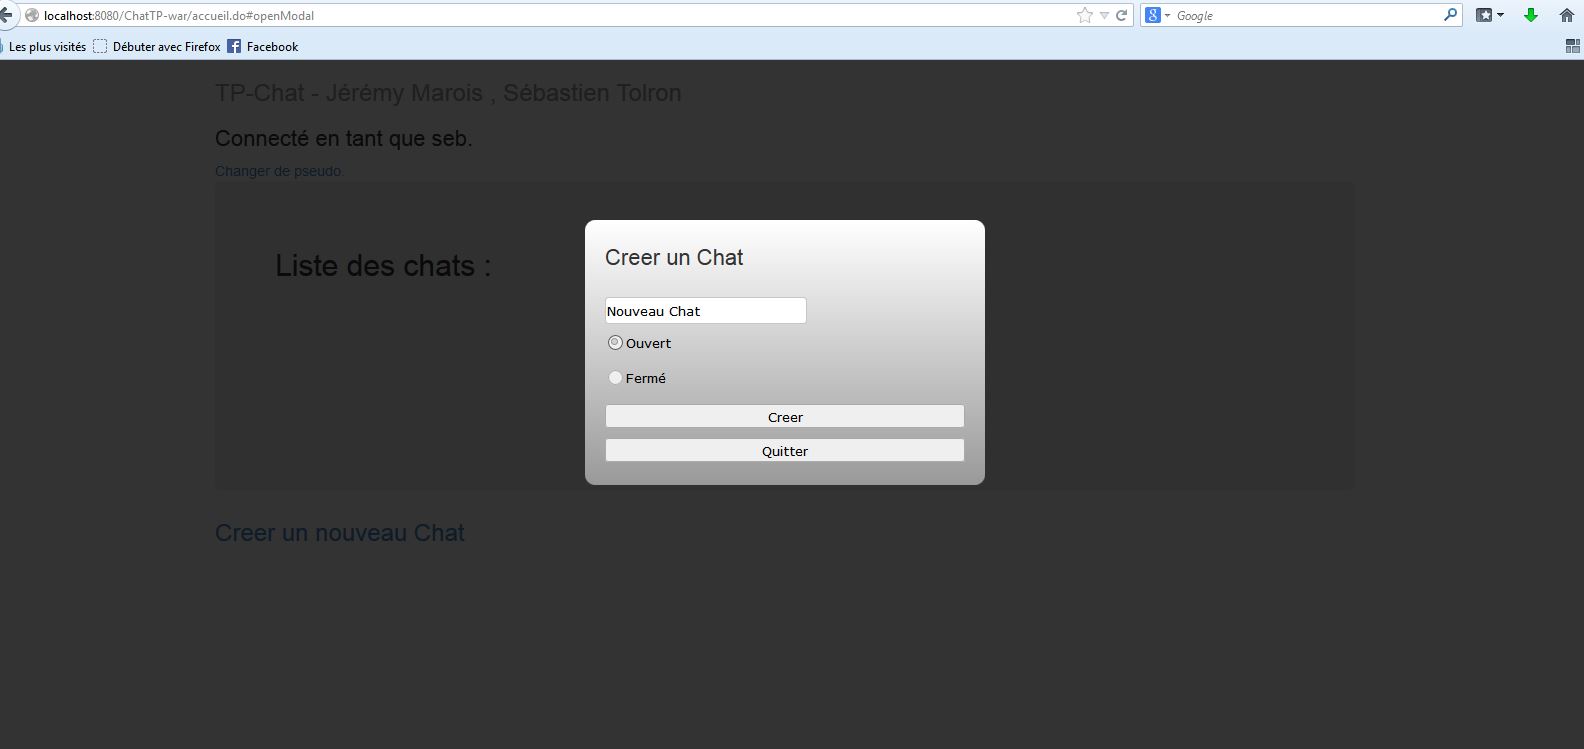 localhost:8080/ChatTP-war/accueil.do#openModal
Google
Les plus visités
Débuter avec Firefox
Facebook
TP-Chat - Jérémy Marois , Sébastien Tolron
Connecté en tant que seb.
Changer de pseudo.
Liste des chats :
Creer un Chat
Nouveau Chat
Ouvert
Fermé
Creer
Quitter
Creer un nouveau Chat